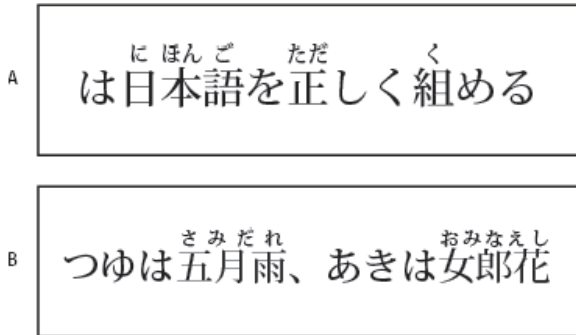 A
に ほん ご ただ く
は日本語を正しく組める
B
さみだれ おみなえし
つゆは五月雨、あきは女郎花